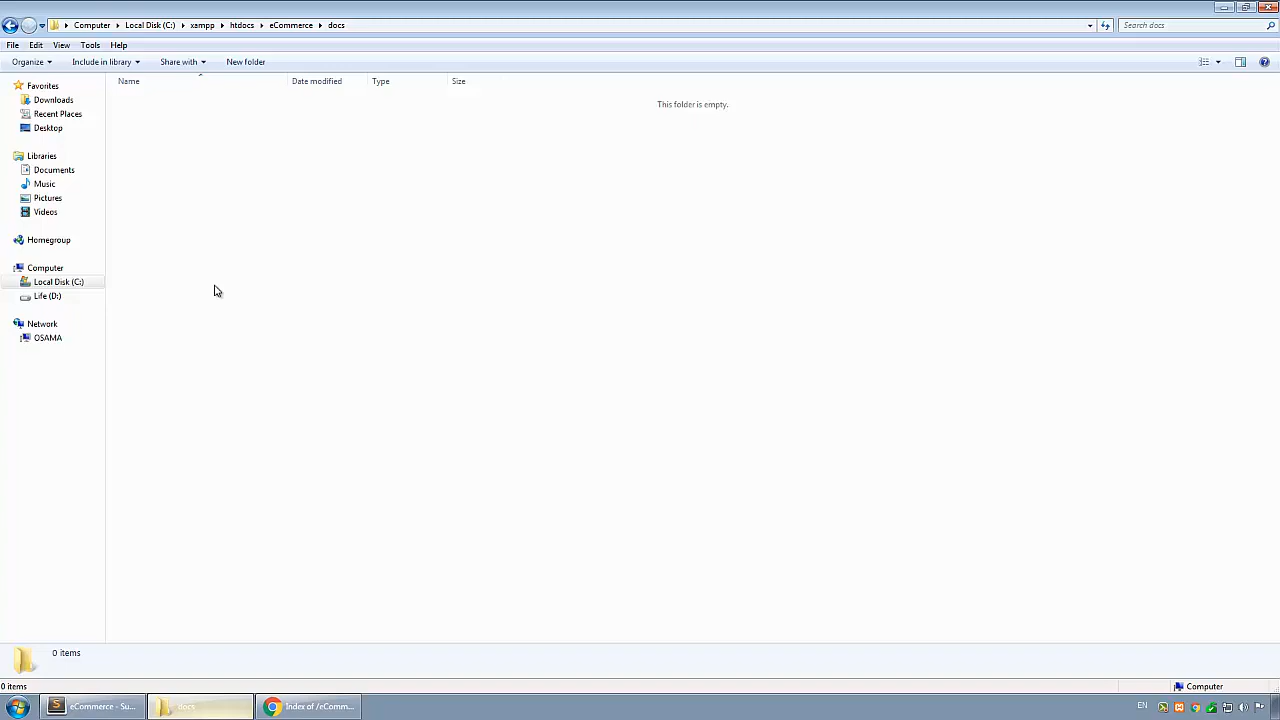 Computer Local Disk (C:) xampp htdocs eCommerce docs Search docs
File Edit View Tools Help
Organize Include in library Share with New folder
Name Date modified Type Size
This folder is empty.
Favorites
Downloads
Recent Places
Desktop
Libraries
Documents
Music
Pictures
Videos
Homegroup
Computer
Local Disk (C:)
Life (D:)
Network
OSAMA
0 items
0 items Computer
eCommerce - Su... docs Index of /eComm... EN